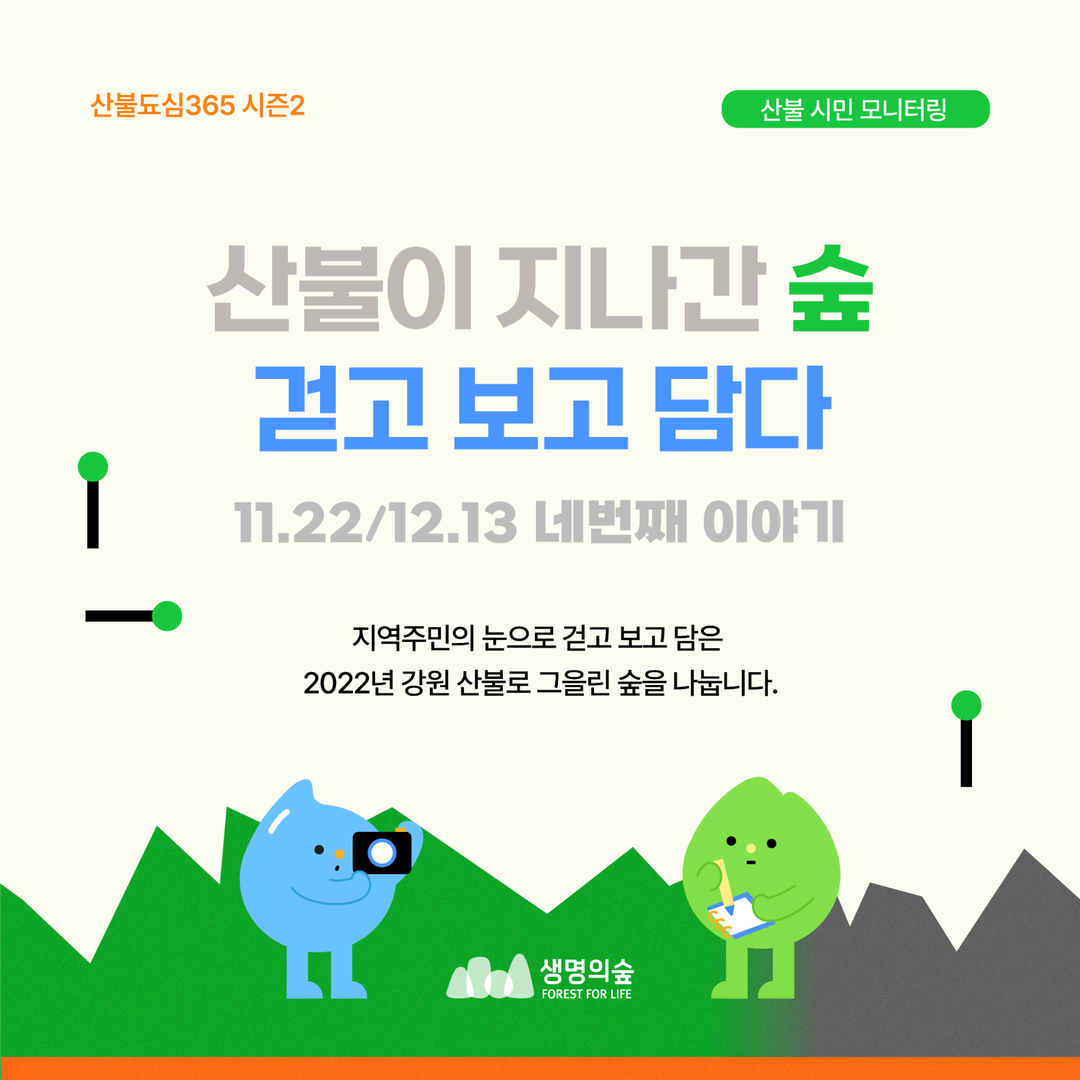 산불됴심365 시즌2
산불 시민 모니터링
산불이 지나간 숲
걷고 보고 담다
11.22/12.13 네번째 이야기
지역주민의 눈으로 걷고 보고 담은
2022년 강원 산불로 그을린 숲을 나눕니다.
생명의숲
FOREST FOR LIFE